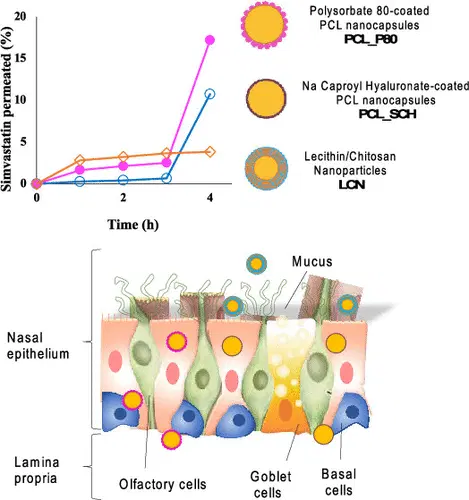 20
15
10
5
0
0
2
4
Simvastatin permeated (%)
Time (h)
Polysorbate 80-coated
PCL nanocapsules
PCL_P80
Na Caproyl Hyaluronate-coated
PCL nanocapsules
PCL_SCH
Lecithin/Chitosan
Nanoparticles
LCN
Mucus
Nasal
epithelium
Lamina
propria
Olfactory cells
Goblet
cells
Basal
cells